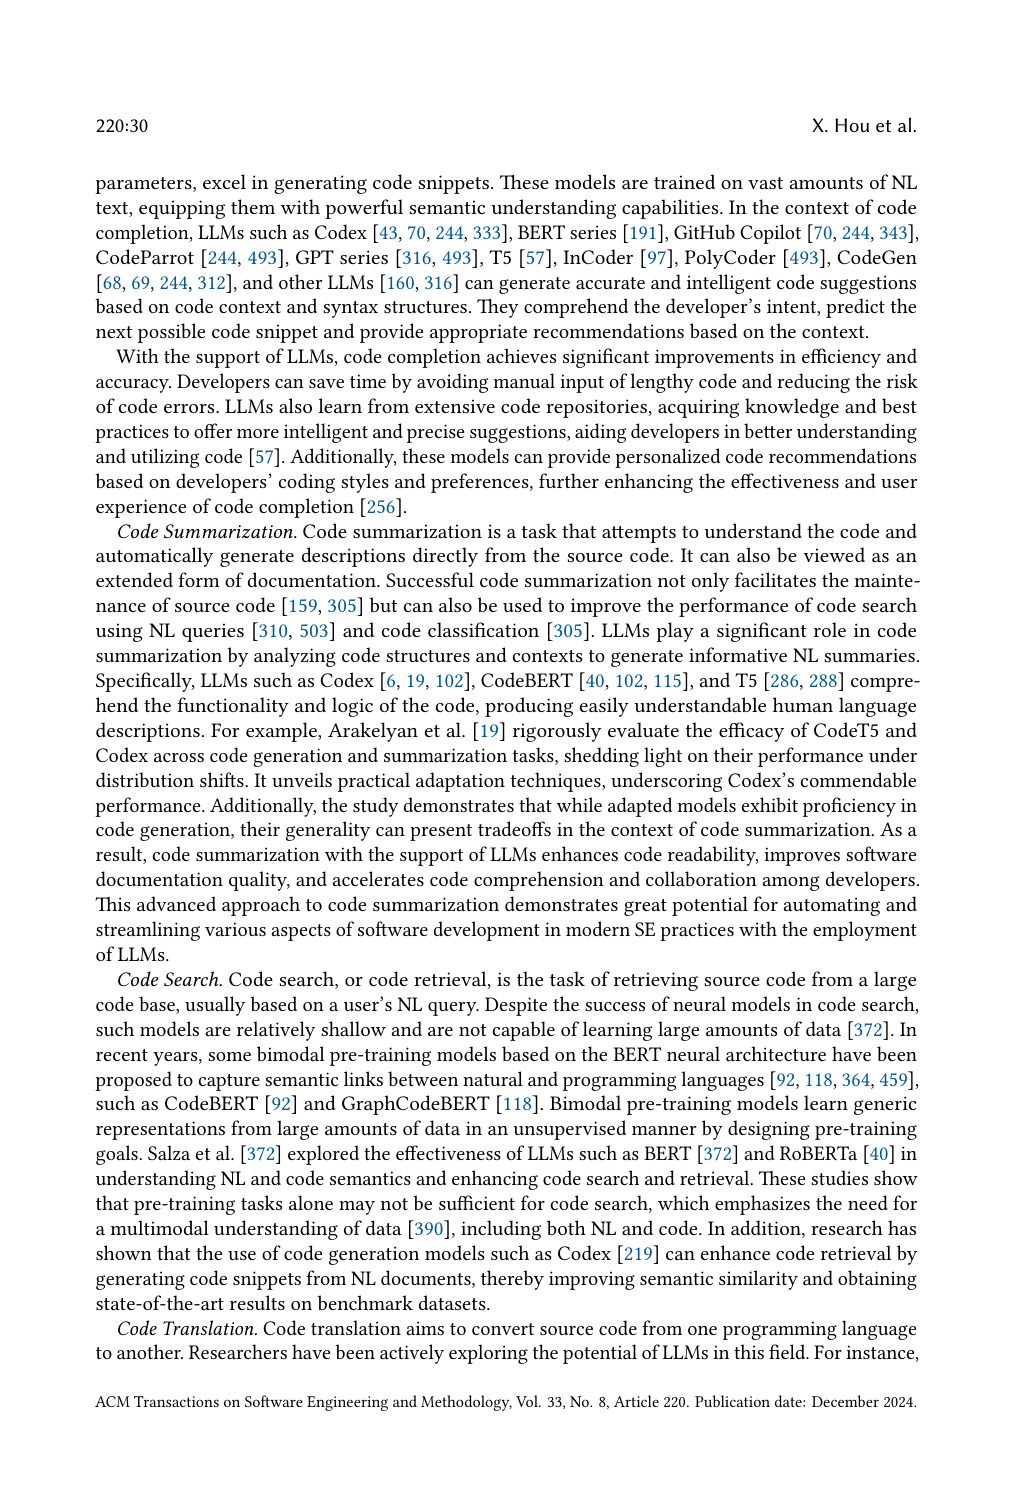 220:30
X. Hou et al.
parameters, excel in generating code snippets. These models are trained on vast amounts of NL
text, equipping them with powerful semantic understanding capabilities. In the context of code
completion, LLMs such as Codex [43, 70, 244, 333], BERT series [191], GitHub Copilot [70, 244, 343],
CodeParrot [244, 493], GPT series [316, 493], T5 [57], InCoder [97], PolyCoder [493], CodeGen
[68, 69, 244, 312], and other LLMs [160, 316] can generate accurate and intelligent code suggestions
based on code context and syntax structures. They comprehend the developer's intent, predict the
next possible code snippet and provide appropriate recommendations based on the context.
With the support of LLMs, code completion achieves significant improvements in efficiency and
accuracy. Developers can save time by avoiding manual input of lengthy code and reducing the risk
of code errors. LLMs also learn from extensive code repositories, acquiring knowledge and best
practices to offer more intelligent and precise suggestions, aiding developers in better understanding
and utilizing code [57]. Additionally, these models can provide personalized code recommendations
based on developers' coding styles and preferences, further enhancing the effectiveness and user
experience of code completion [256].
Code Summarization. Code summarization is a task that attempts to understand the code and
automatically generate descriptions directly from the source code. It can also be viewed as an
extended form of documentation. Successful code summarization not only facilitates the mainte-
nance of source code [159, 305] but can also be used to improve the performance of code search
using NL queries [310, 503] and code classification [305]. LLMs play a significant role in code
summarization by analyzing code structures and contexts to generate informative NL summaries.
Specifically, LLMs such as Codex [6, 19, 102], CodeBERT [40, 102, 115], and T5 [286, 288] compre-
hend the functionality and logic of the code, producing easily understandable human language
descriptions. For example, Arakelyan et al. [19] rigorously evaluate the efficacy of CodeT5 and
Codex across code generation and summarization tasks, shedding light on their performance under
distribution shifts. It unveils practical adaptation techniques, underscoring Codex's commendable
performance. Additionally, the study demonstrates that while adapted models exhibit proficiency in
code generation, their generality can present tradeoffs in the context of code summarization. As a
result, code summarization with the support of LLMs enhances code readability, improves software
documentation quality, and accelerates code comprehension and collaboration among developers.
This advanced approach to code summarization demonstrates great potential for automating and
streamlining various aspects of software development in modern SE practices with the employment
of LLMs.
Code Search. Code search, or code retrieval, is the task of retrieving source code from a large
code base, usually based on a user's NL query. Despite the success of neural models in code search,
such models are relatively shallow and are not capable of learning large amounts of data [372]. In
recent years, some bimodal pre-training models based on the BERT neural architecture have been
proposed to capture semantic links between natural and programming languages [92, 118, 364, 459],
such as CodeBERT [92] and GraphCodeBERT [118]. Bimodal pre-training models learn generic
representations from large amounts of data in an unsupervised manner by designing pre-training
goals. Salza et al. [372] explored the effectiveness of LLMs such as BERT [372] and RoBERTa [40] in
understanding NL and code semantics and enhancing code search and retrieval. These studies show
that pre-training tasks alone may not be sufficient for code search, which emphasizes the need for
a multimodal understanding of data [390], including both NL and code. In addition, research has
shown that the use of code generation models such as Codex [219] can enhance code retrieval by
generating code snippets from NL documents, thereby improving semantic similarity and obtaining
state-of-the-art results on benchmark datasets.
Code Translation. Code translation aims to convert source code from one programming language
to another. Researchers have been actively exploring the potential of LLMs in this field. For instance,
ACM Transactions on Software Engineering and Methodology, Vol. 33, No. 8, Article 220. Publication date: December 2024.